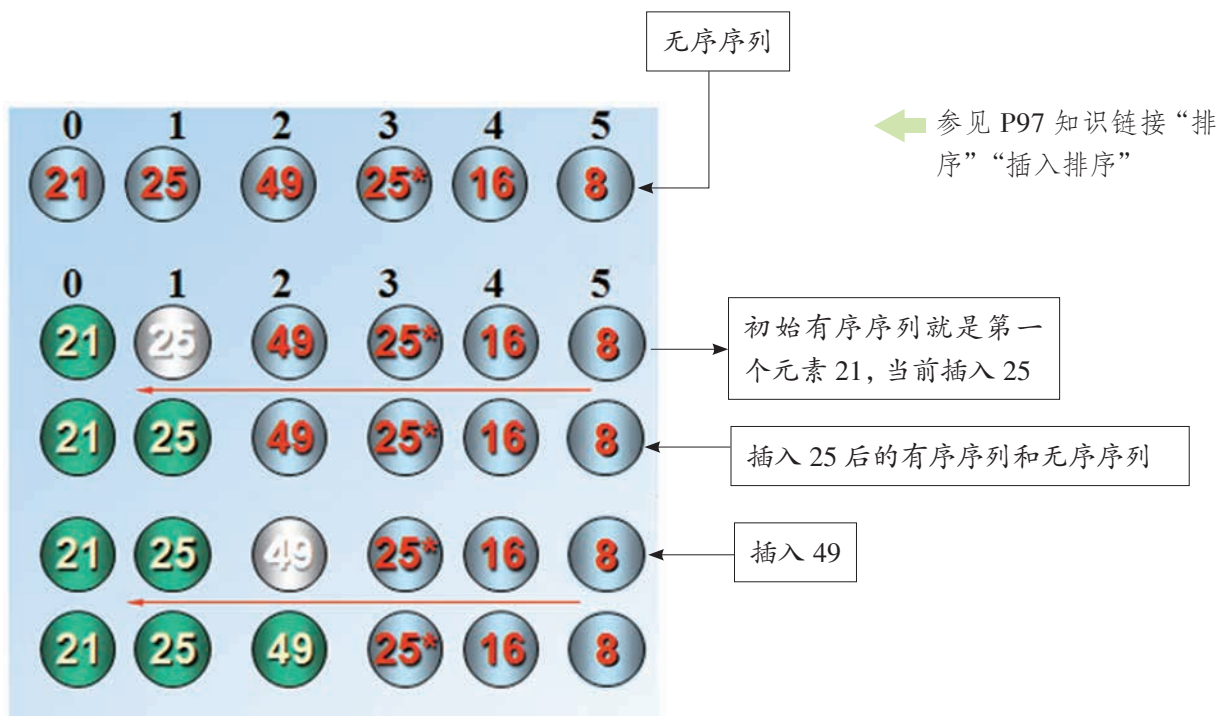 无序序列
参见 P97 知识链接“排
序”“插入排序”
0 1 2 3 4 5
21 25 49 25* 16 8
0 1 2 3 4 5
21 25 49 25* 16 8
初始有序序列就是第一
个元素 21, 当前插入 25
21 25 49 25* 16 8
插入 25 后的有序序列和无序序列
21 25 49 25* 16 8
插入 49
21 25 49 25* 16 8